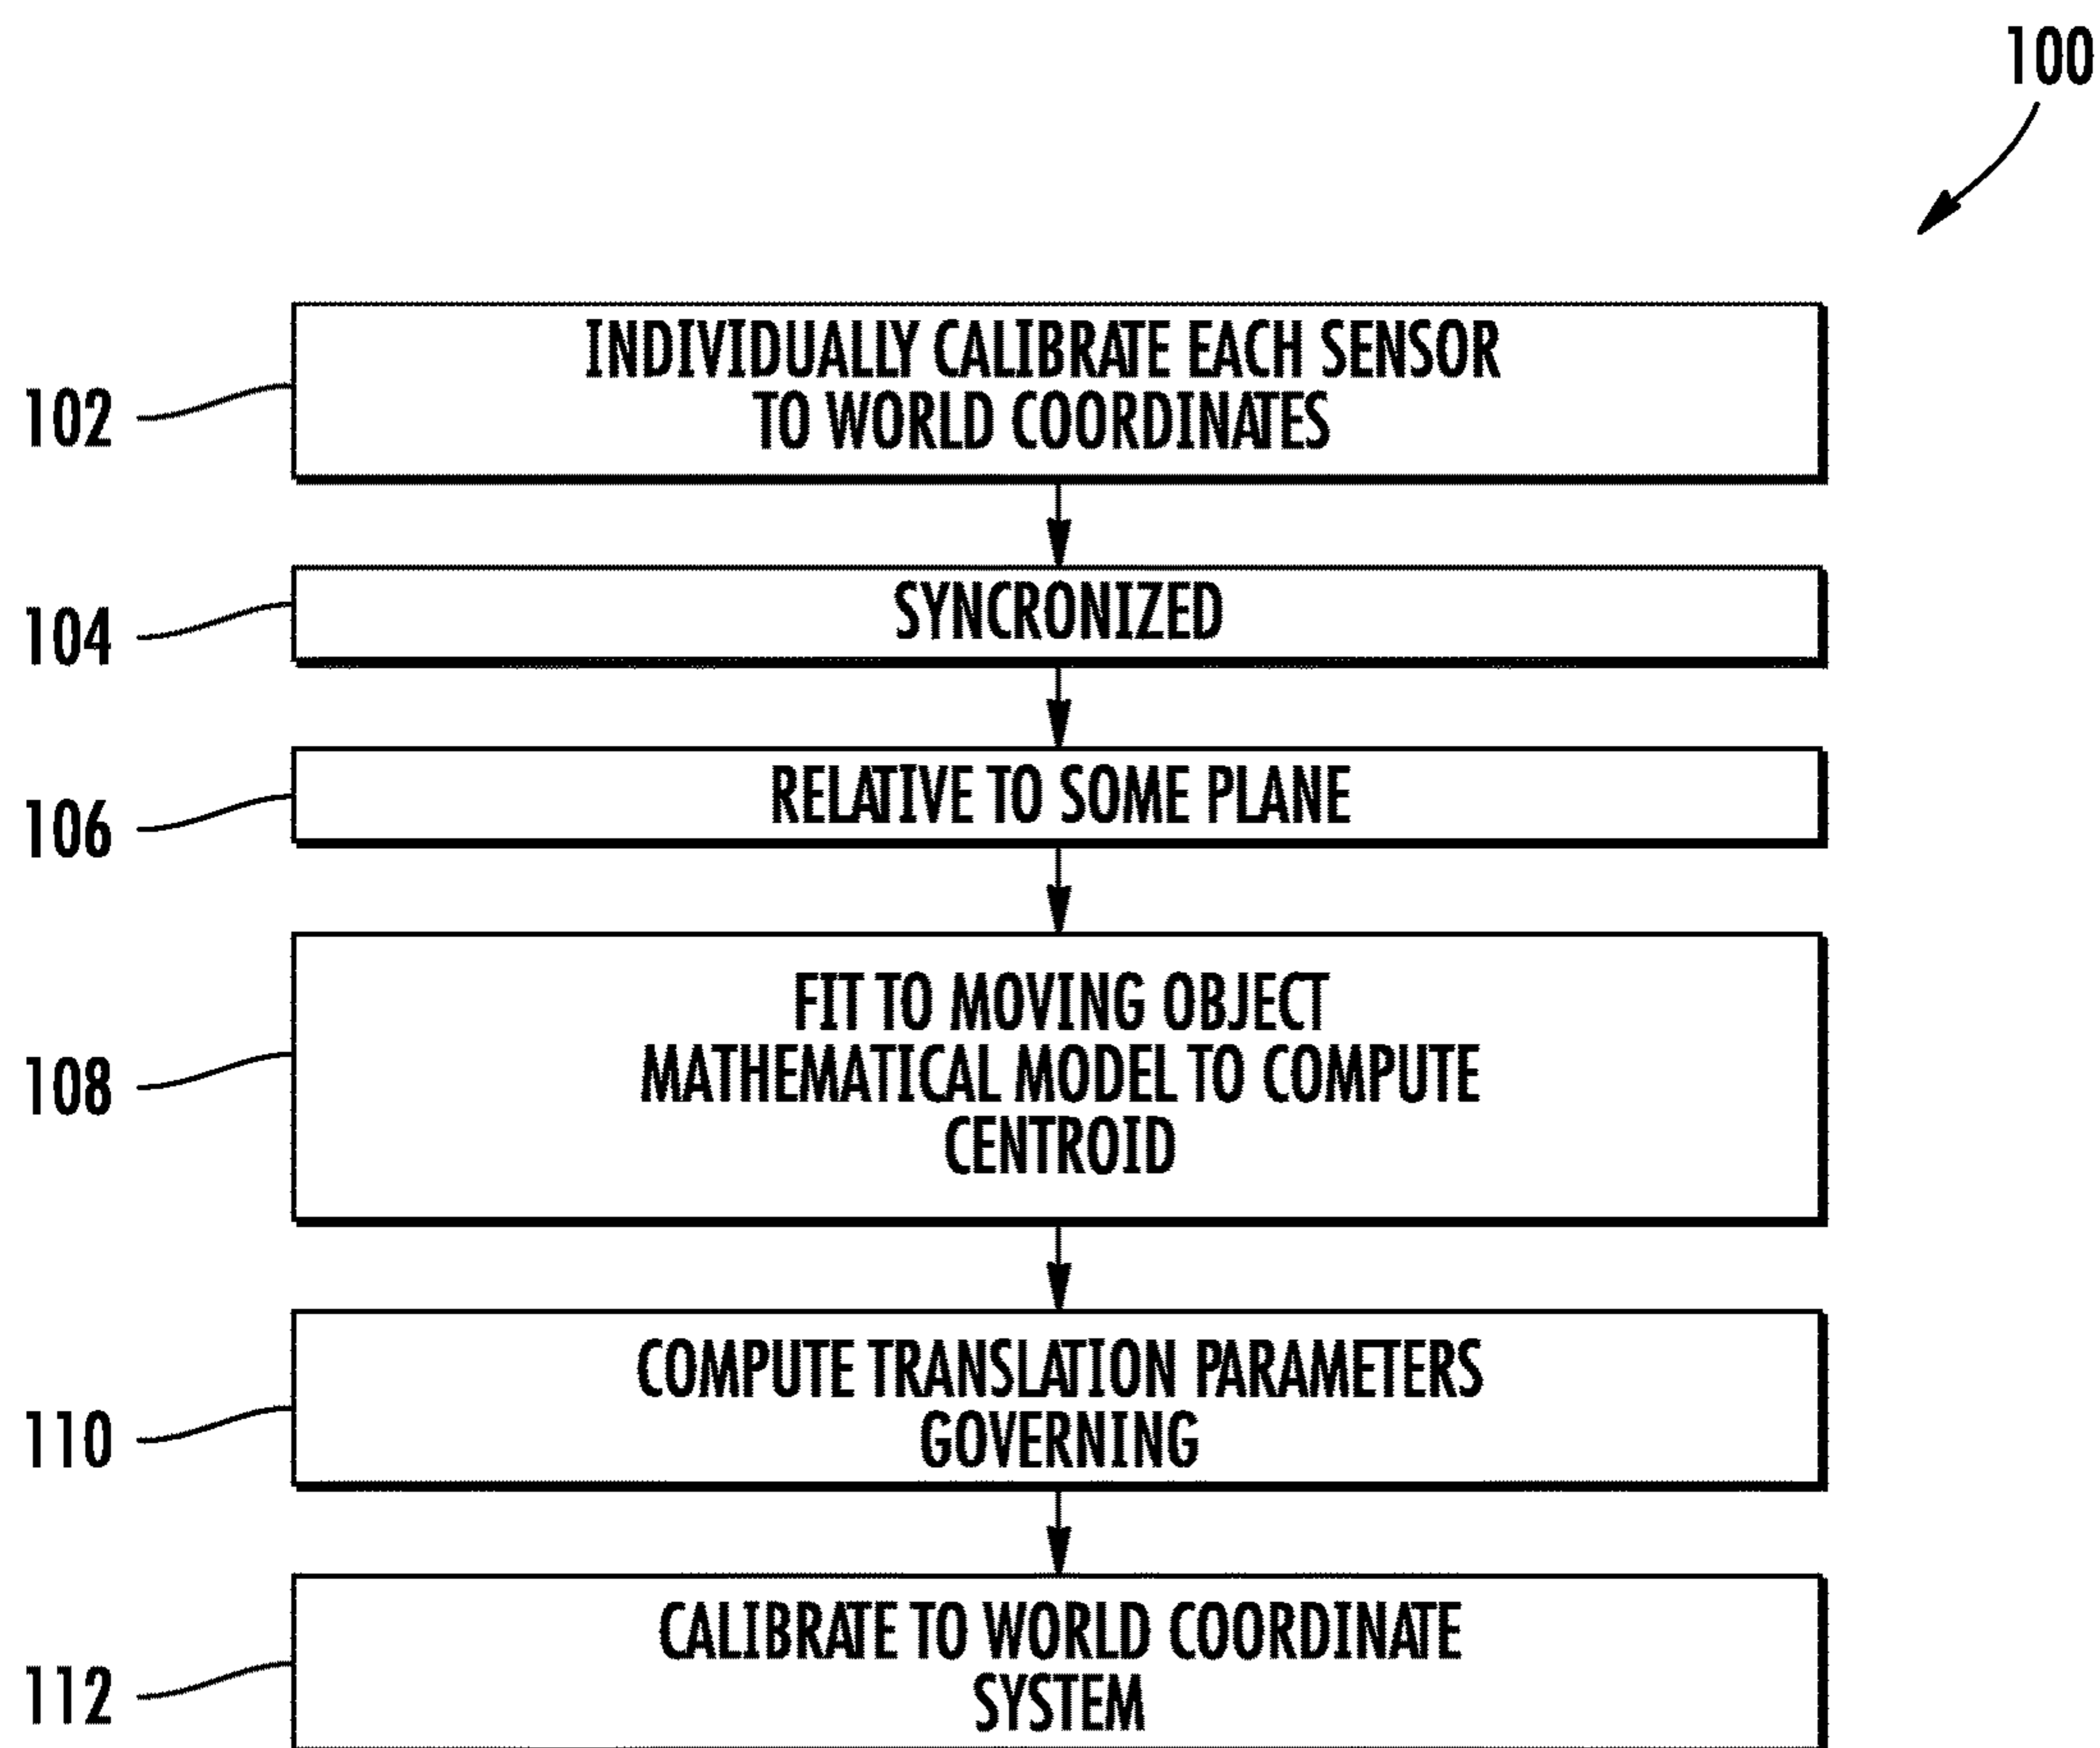 100
INDIVIDUALLY CALIBRATE EACH SENSOR
TO WORLD COORDINATES
102
SYNCRONIZED
104
RELATIVE TO SOME PLANE
106
FIT TO MOVING OBJECT
MATHEMATICAL MODEL TO COMPUTE
CENTROID
108
COMPUTE TRANSLATION PARAMETERS
GOVERNING
110
CALIBRATE TO WORLD COORDINATE
SYSTEM
112